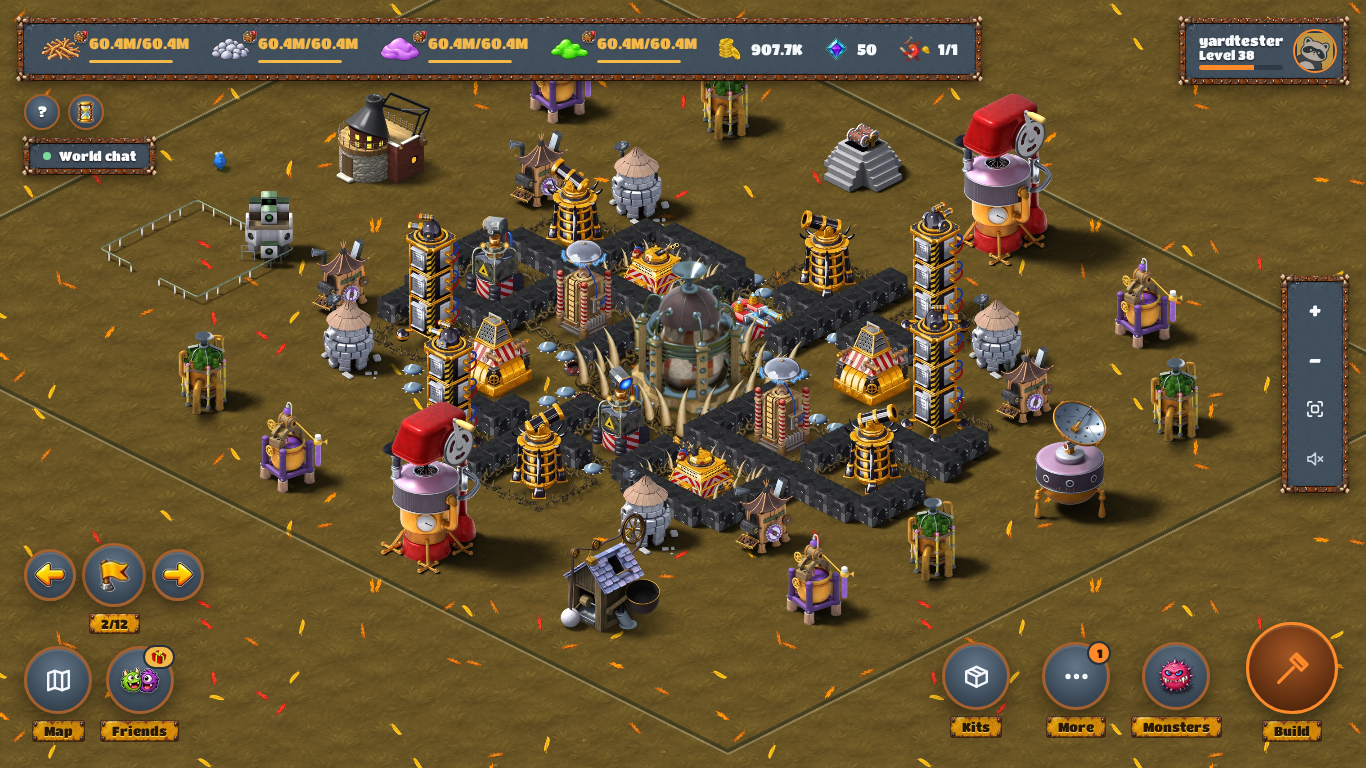 60.4M/60.4M 60.4M/60.4M 60.4M/60.4M 60.4M/60.4M 907.7K 50 1/1
yardtester
Level 38
?
World chat
2/12
Map Friends
1
Kits More Monsters Build